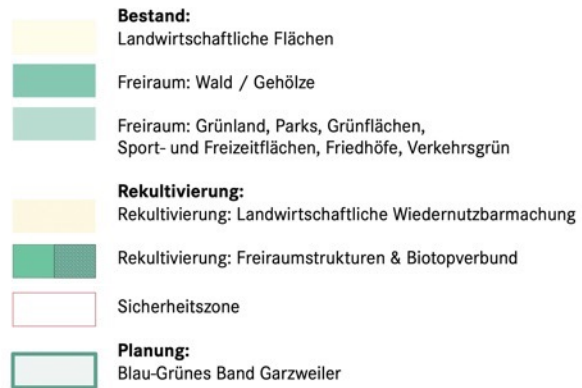 Bestand:
Landwirtschaftliche Flächen
Freiraum: Wald / Gehölze
Freiraum: Grünland, Parks, Grünflächen,
Sport- und Freizeitflächen, Friedhöfe, Verkehrsgrün
Rekultivierung:
Rekultivierung: Landwirtschaftliche Wiedernutzbarmachung
Rekultivierung: Freiraumstrukturen & Biotopverbund
Sicherheitszone
Planung:
Blau-Grünes Band Garzweiler